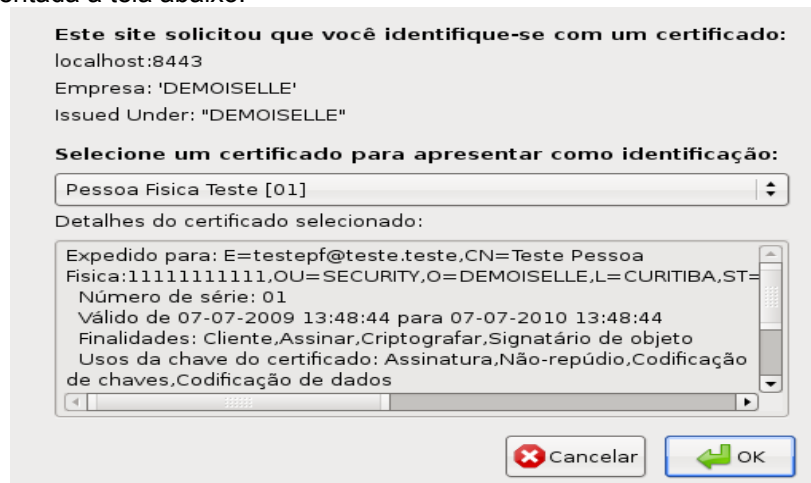 apresentada a tela abaixo:
Este site solicitou que você identifique-se com um certificado:
localhost:8443
Empresa: 'DEMOISELLE'
Issued Under: "DEMOISELLE"
Selecione um certificado para apresentar como identificação:
Pessoa Fisica Teste [01]
Detalhes do certificado selecionado:
Expedido para: E=testepf@teste.teste,CN=Teste Pessoa
Fisica:11111111111,OU=SECURITY,O=DEMOISELLE,L=CURITIBA,ST=
Número de série: 01
Válido de 07-07-2009 13:48:44 para 07-07-2010 13:48:44
Finalidades: Cliente,Assinar,Criptografar,Signatário de objeto
Usos da chave do certificado: Assinatura,Não-repúdio,Codificação
de chaves,Codificação de dados
Cancelar
OK